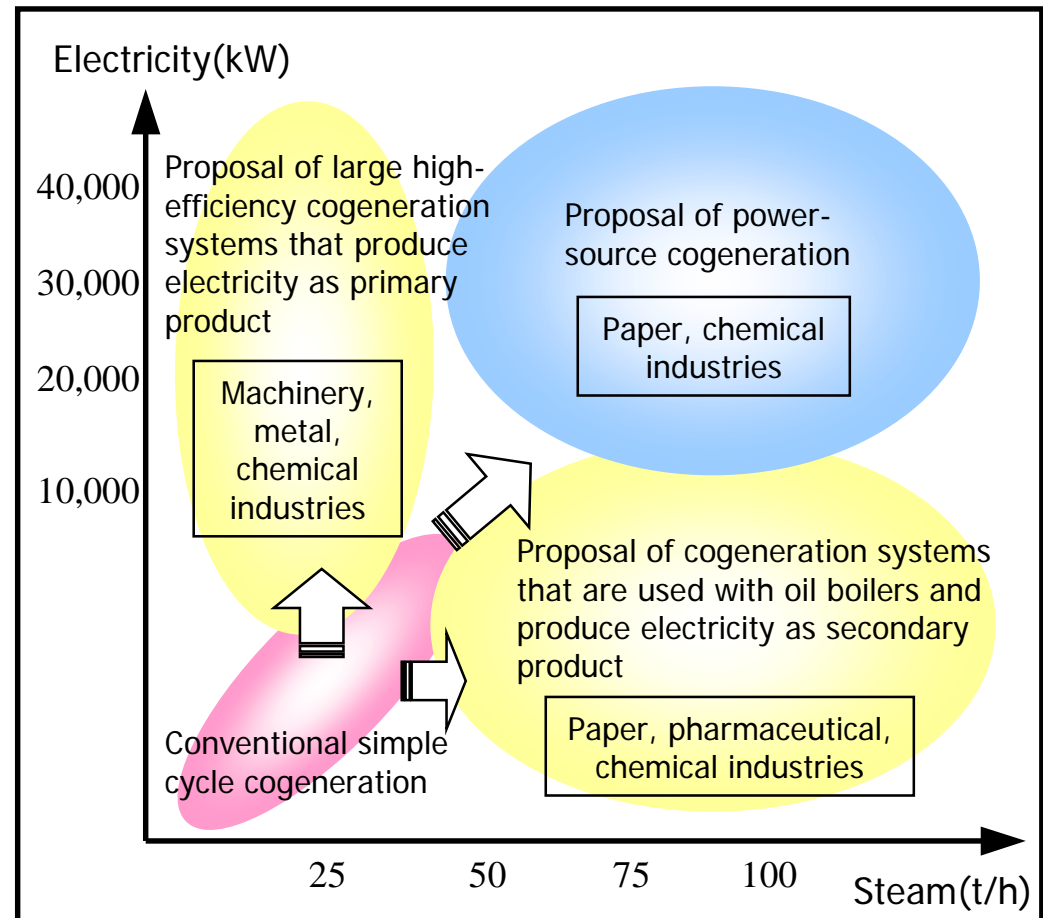 Electricity(kW)
40,000
30,000
20,000
10,000
Proposal of large high-
efficiency cogeneration
systems that produce
electricity as primary
product
Machinery,
metal,
chemical
industries
Proposal of power-
source cogeneration
Paper, chemical
industries
Proposal of cogeneration systems
that are used with oil boilers and
produce electricity as secondary
product
Paper, pharmaceutical,
chemical industries
Conventional simple
cycle cogeneration
25
50
75
100
Steam(t/h)